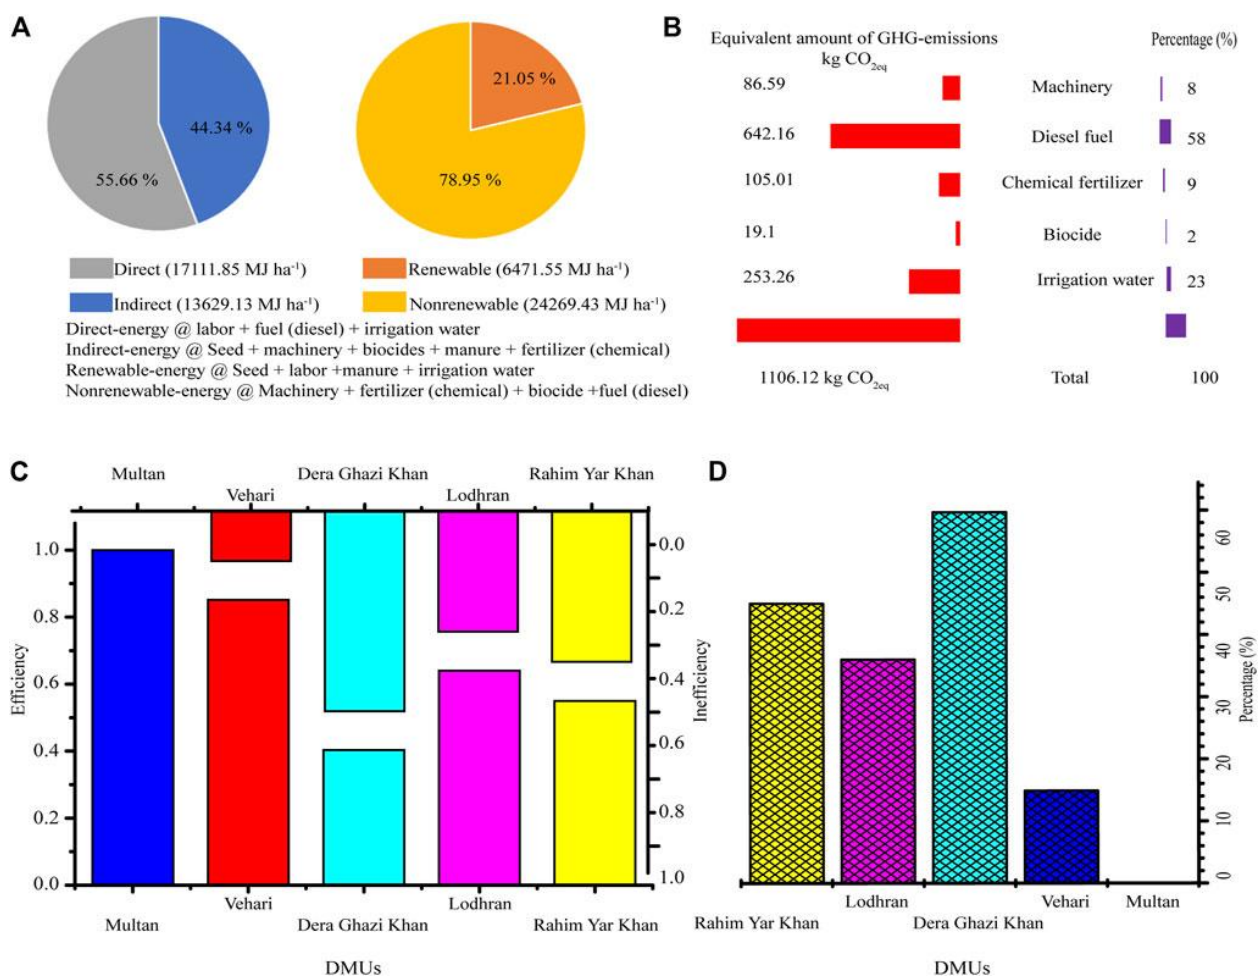 A
44.34 %
55.66 %
21.05 %
78.95 %
Direct (17111.85 MJ ha⁻¹)
Renewable (6471.55 MJ ha⁻¹)
Indirect (13629.13 MJ ha⁻¹)
Nonrenewable (24269.43 MJ ha⁻¹)
Direct-energy @ labor + fuel (diesel) + irrigation water
Indirect-energy @ Seed + machinery + biocides + manure + fertilizer (chemical)
Renewable-energy @ Seed + labor +manure + irrigation water
Nonrenewable-energy @ Machinery + fertilizer (chemical) + biocide +fuel (diesel)
B
Equivalent amount of GHG-emissions
kg CO2eq
Percentage (%)
86.59 Machinery 8
642.16 Diesel fuel 58
105.01 Chemical fertilizer 9
19.1 Biocide 2
253.26 Irrigation water 23
1106.12 kg CO2eq Total 100
C
Multan
Vehari
Dera Ghazi Khan
Lodhran
Rahim Yar Khan
Efficiency
1.0
0.8
0.6
0.4
0.2
0.0
Inefficiency
0.0
0.2
0.4
0.6
0.8
1.0
Multan
Vehari
Dera Ghazi Khan
Lodhran
Rahim Yar Khan
DMUs
D
60
50
40
30
20
10
0
Percentage (%)
Rahim Yar Khan
Lodhran
Dera Ghazi Khan
Vehari
Multan
DMUs